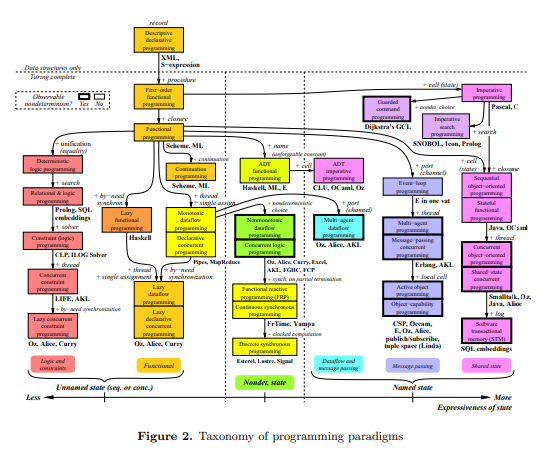 record
Descriptive
declarative
programming
XML,
S-expression
Data structures only
Turing complete
+ procedure
Observable
nondeterminism? Yes No
First-order
functional
programming
+ cell (state)
Imperative
programming
Pascal, C
+ nondet. choice
Guarded
command
programming
Dijkstra's GCL
Imperative
search
programming
+ search
SNOBOL, Icon, Prolog
+ closure
Functional
programming
Scheme, ML
+ unification
(equality)
Deterministic
logic programming
+ search
Relational & logic
programming
Prolog, SQL
embeddings
+ solver
Constraint (logic)
programming
CLP, ILOG Solver
+ thread
Concurrent
constraint
programming
LIFE, AKL
+ by-need synchronization
Lazy concurrent
constraint
programming
Oz, Alice, Curry
+ continuation
Continuation
programming
Scheme, ML
+ by-need
synchron.
Lazy
functional
programming
Haskell
+ thread
+ single assign.
Monotonic
dataflow
programming
Declarative
concurrent
programming
Pipes, MapReduce
+ thread
+ single assignment
+ by-need
synchronization
Lazy
dataflow
programming
Lazy
declarative
concurrent
programming
Oz, Alice, Curry
+ name
(unforgeable constant)
ADT
functional
programming
Haskell, ML, E
+ cell
ADT
imperative
programming
CLU, OCaml, Oz
+ nondeterministic
choice
Nonmonotonic
dataflow
programming
Concurrent logic
programming
Oz, Alice, Curry, Excel,
AKL, FGHC, FCP
+ synch. on partial termination
Functional reactive
programming (FRP)
Continuous synchronous
programming
FrTime, Yampa
+ clocked computation
Discrete synchronous
programming
Esterel, Lustre, Signal
+ port
(channel)
Multi-agent
dataflow
programming
Oz, Alice, AKL
+ port
(channel)
Event-loop
programming
E in one vat
+ thread
Multi-agent
programming
Message-passing
concurrent
programming
Erlang, AKL
+ local cell
Active object
programming
Object-capability
programming
CSP, Occam,
E, Oz, Alice,
publish/subscribe,
tuple space (Linda)
+ cell
(state)
+ closure
Sequential
object-oriented
programming
Stateful
functional
programming
Java, OCaml
+ thread
Concurrent
object-oriented
programming
Shared-state
concurrent
programming
Smalltalk, Oz,
Java, Alice
+ log
Software
transactional
memory (STM)
SQL embeddings
Logic and
constraints
Functional
Dataflow and
message passing
Message passing
Shared state
Unnamed state (seq. or conc.)
Nondet. state
Named state
Less
More
Expressiveness of state
Figure 2. Taxonomy of programming paradigms